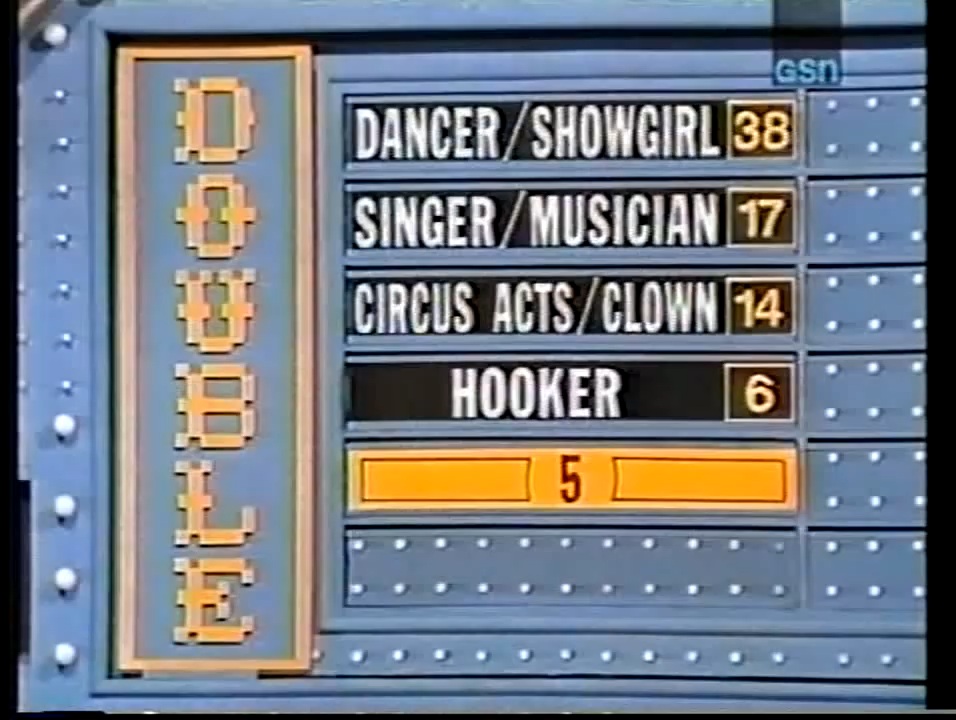 GSN
DOUBLE
DANCER/SHOWGIRL 38
SINGER/MUSICIAN 17
CIRCUS ACTS/CLOWN 14
HOOKER 6
5